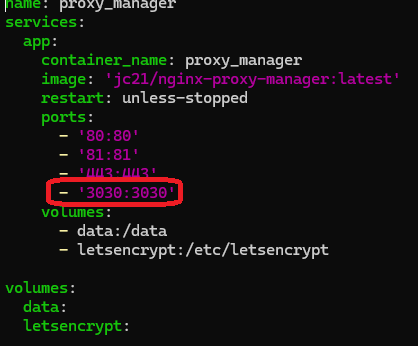 name: proxy_manager
services:
  app:
    container_name: proxy_manager
    image: 'jc21/nginx-proxy-manager:latest'
    restart: unless-stopped
    ports:
      - '80:80'
      - '81:81'
      - '443:443'
      - '3030:3030'
    volumes:
      - data:/data
      - letsencrypt:/etc/letsencrypt
volumes:
  data:
  letsencrypt: